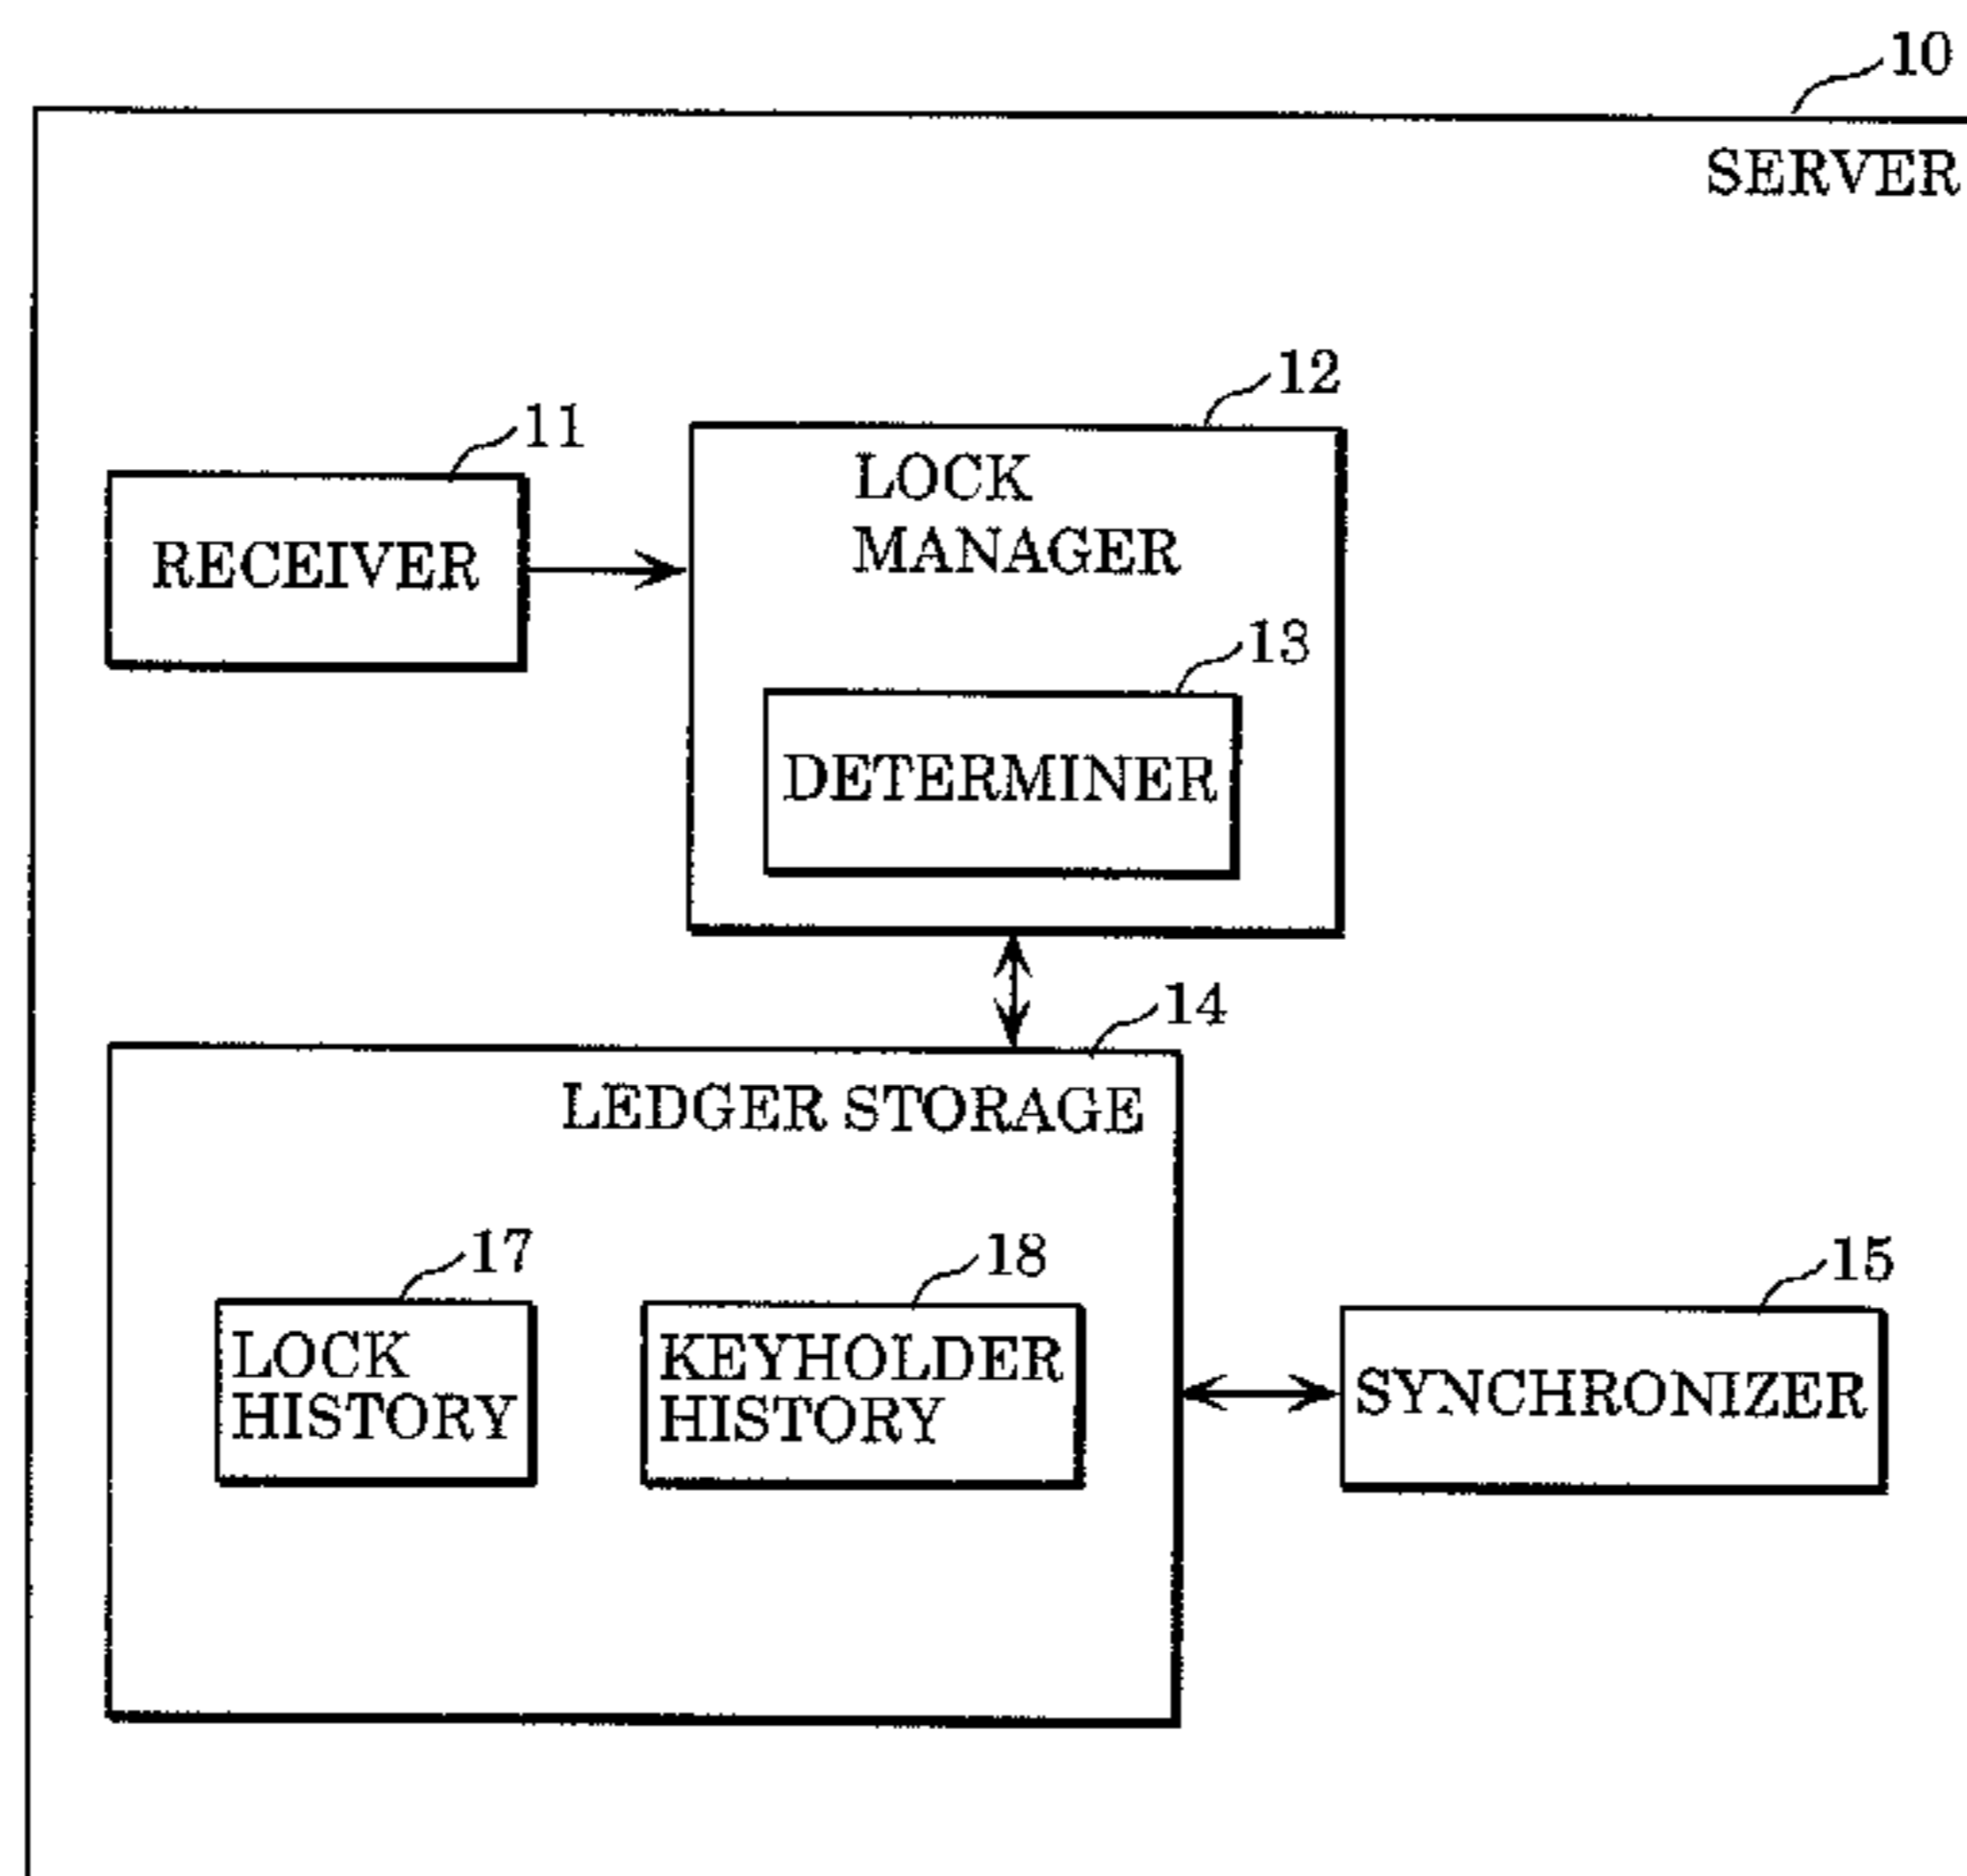 10
SERVER
12
11
LOCK
MANAGER
RECEIVER
13
DETERMINER
14
LEDGER STORAGE
17
18
15
LOCK
HISTORY
KEYHOLDER
HISTORY
SYNCHRONIZER